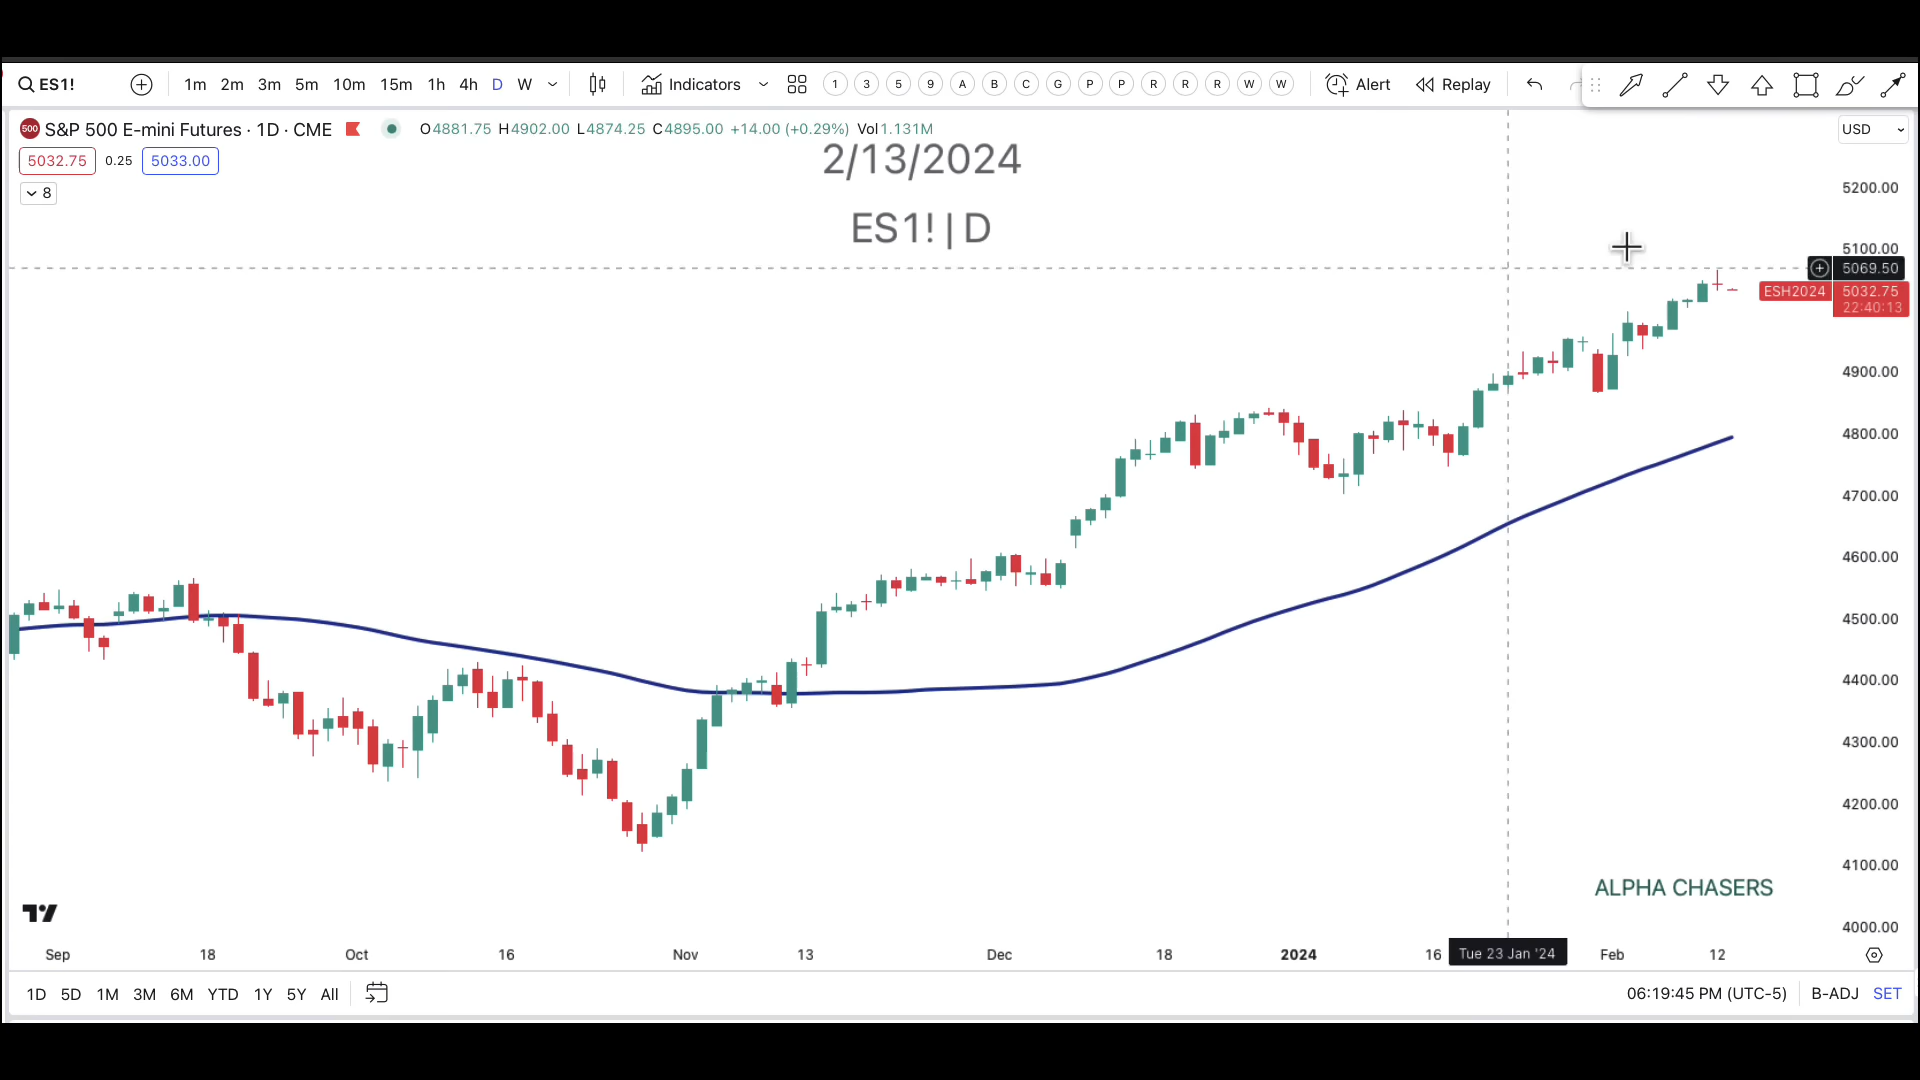 ES1! 1m 2m 3m 5m 10m 15m 1h 4h D W Indicators 1 3 5 9 A B C G P P R R R W W Alert Replay
500 S&P 500 E-mini Futures · 1D · CME O4881.75 H4902.00 L4874.25 C4895.00 +14.00 (+0.29%) Vol1.131M USD
5032.75 0.25 5033.00
8
2/13/2024
ES1! | D
5200.00
5100.00
5069.50
ESH2024 5032.75
22:40:13
4900.00
4800.00
4700.00
4600.00
4500.00
4400.00
4300.00
4200.00
4100.00
4000.00
ALPHA CHASERS
Sep 18 Oct 16 Nov 13 Dec 18 2024 16 Tue 23 Jan '24 Feb 12
1D 5D 1M 3M 6M YTD 1Y 5Y All 06:19:45 PM (UTC-5) B-ADJ SET